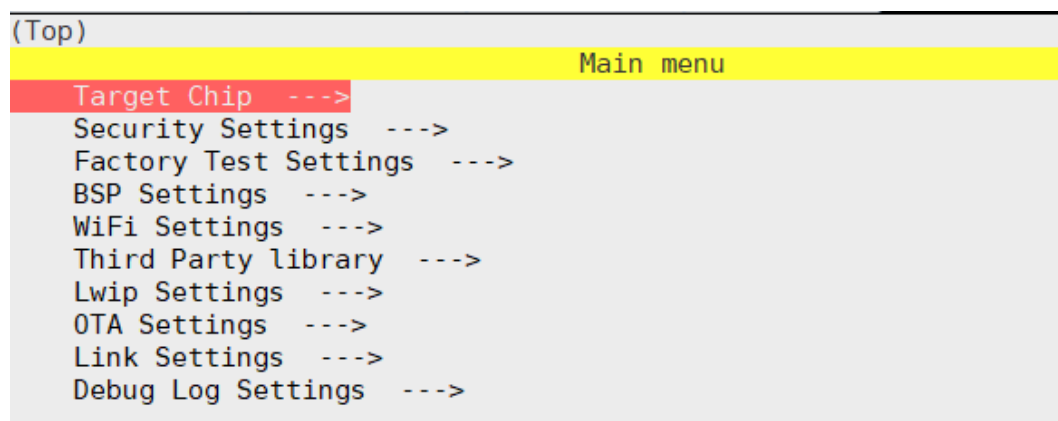 (Top)
Main menu
Target Chip  --->
Security Settings  --->
Factory Test Settings  --->
BSP Settings  --->
WiFi Settings  --->
Third Party library  --->
Lwip Settings  --->
OTA Settings  --->
Link Settings  --->
Debug Log Settings  --->